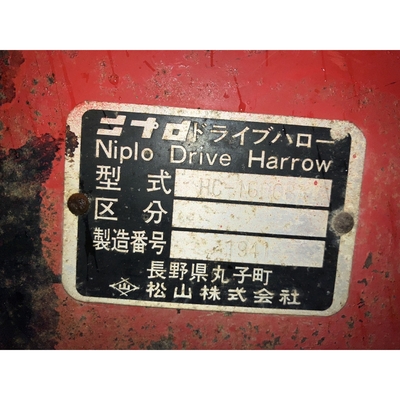 ニプロドライブハロー
Niplo Drive Harrow
型式
区分
製造番号
長野県丸子町
松山株式会社